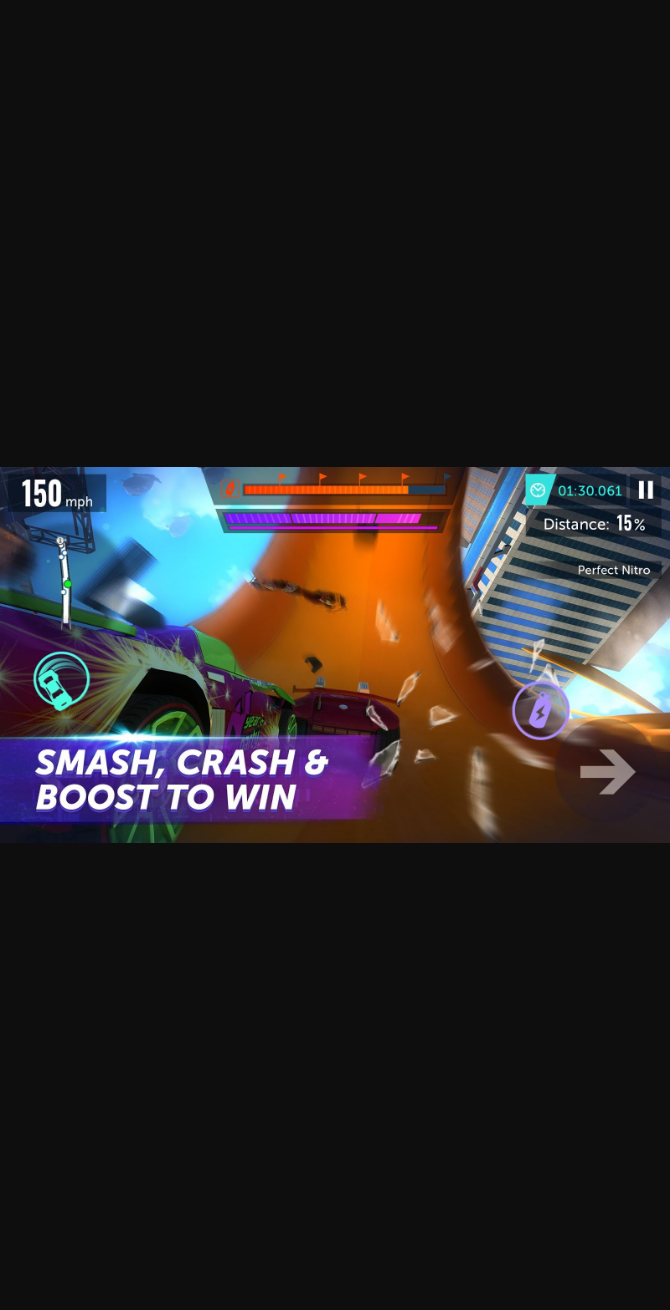 150 mph
01:30.061
Distance: 15%
Perfect Nitro
SMASH, CRASH &
BOOST TO WIN